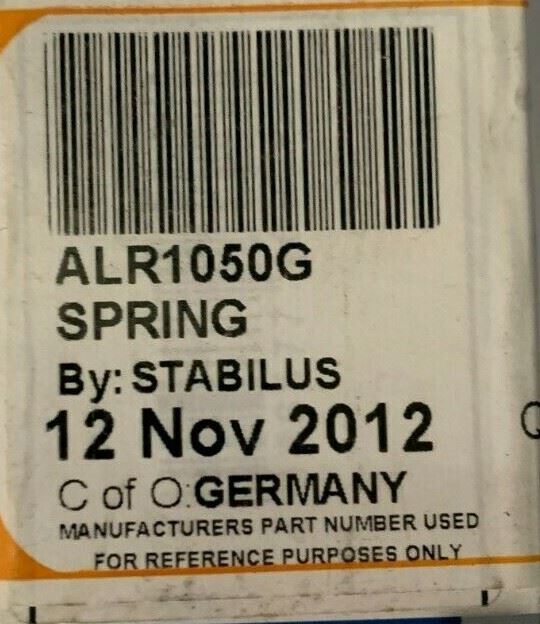 ALR1050G
SPRING
By: STABILUS
12 Nov 2012
C of O:GERMANY
MANUFACTURERS PART NUMBER USED
FOR REFERENCE PURPOSES ONLY